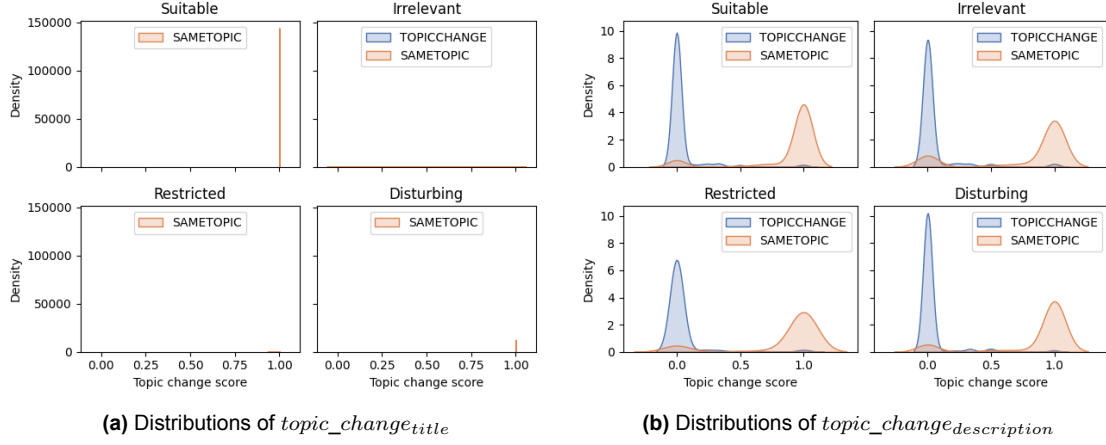 Suitable
Irrelevant
SAMETOPIC
TOPICCHANGE
SAMETOPIC
Density
150000
100000
50000
0
Restricted
Disturbing
SAMETOPIC
SAMETOPIC
Density
150000
100000
50000
0
0.00 0.25 0.50 0.75 1.00
0.00 0.25 0.50 0.75 1.00
Topic change score
Topic change score
(a) Distributions of topic_change_title
Suitable
Irrelevant
TOPICCHANGE
SAMETOPIC
TOPICCHANGE
SAMETOPIC
Density
10
8
6
4
2
0
Restricted
Disturbing
TOPICCHANGE
SAMETOPIC
TOPICCHANGE
SAMETOPIC
Density
10
8
6
4
2
0
0.0 0.5 1.0
0.0 0.5 1.0
Topic change score
Topic change score
(b) Distributions of topic_change_description